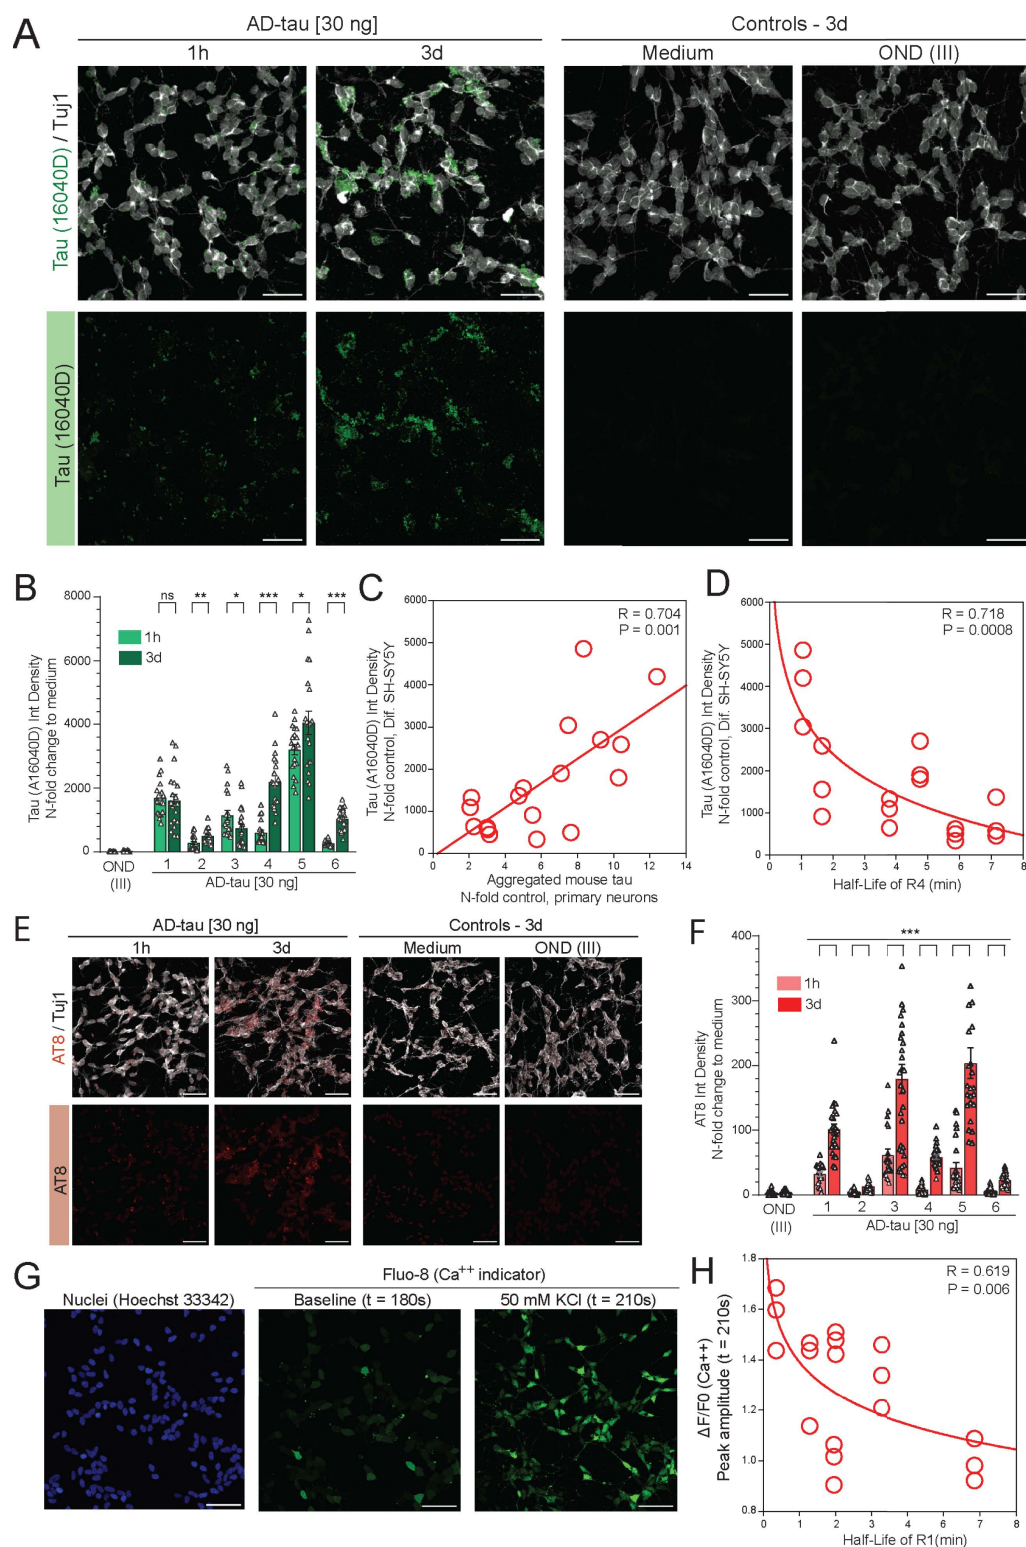 A
AD-tau [30 ng]
Controls - 3d
1h
3d
Medium
OND (III)
Tau (16040D) / Tuj1
Tau (16040D)
B
Tau (A16040D) Int Density
N-fold change to medium
8000
6000
4000
2000
0
1h
3d
ns
**
*
***
*
***
OND
(III)
1 2 3 4 5 6
AD-tau [30 ng]
C
Tau (A16040D) Int Density
N-fold control, Dif. SH-SY5Y
6000
5000
4000
3000
2000
1000
0
R = 0.704
P = 0.001
0 2 4 6 8 10 12 14
Aggregated mouse tau
N-fold control, primary neurons
D
Tau (A16040D) Int Density
N-fold control, Dif. SH-SY5Y
6000
5000
4000
3000
2000
1000
0
R = 0.718
P = 0.0008
0 1 2 3 4 5 6 7 8
Half-Life of R4 (min)
E
AD-tau [30 ng]
Controls - 3d
1h
3d
Medium
OND (III)
AT8 / Tuj1
AT8
F
AT8 Int Density
N-fold change to medium
400
300
200
100
0
***
1h
3d
OND
(III)
1 2 3 4 5 6
AD-tau [30 ng]
G
Fluo-8 (Ca++ indicator)
Nuclei (Hoechst 33342)
Baseline (t = 180s)
50 mM KCl (t = 210s)
H
ΔF/F0 (Ca++)
Peak amplitude (t = 210s)
1.8
1.6
1.4
1.2
1.0
0.8
R = 0.619
P = 0.006
0 1 2 3 4 5 6 7 8
Half-Life of R1(min)